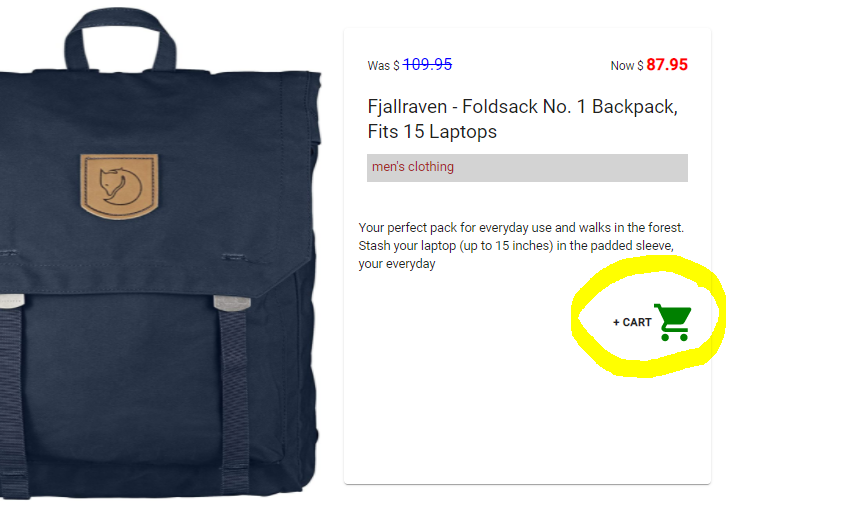 Was $ 109.95 Now $ 87.95
Fjallraven - Foldsack No. 1 Backpack,
Fits 15 Laptops
men's clothing
Your perfect pack for everyday use and walks in the forest.
Stash your laptop (up to 15 inches) in the padded sleeve,
your everyday
+ CART